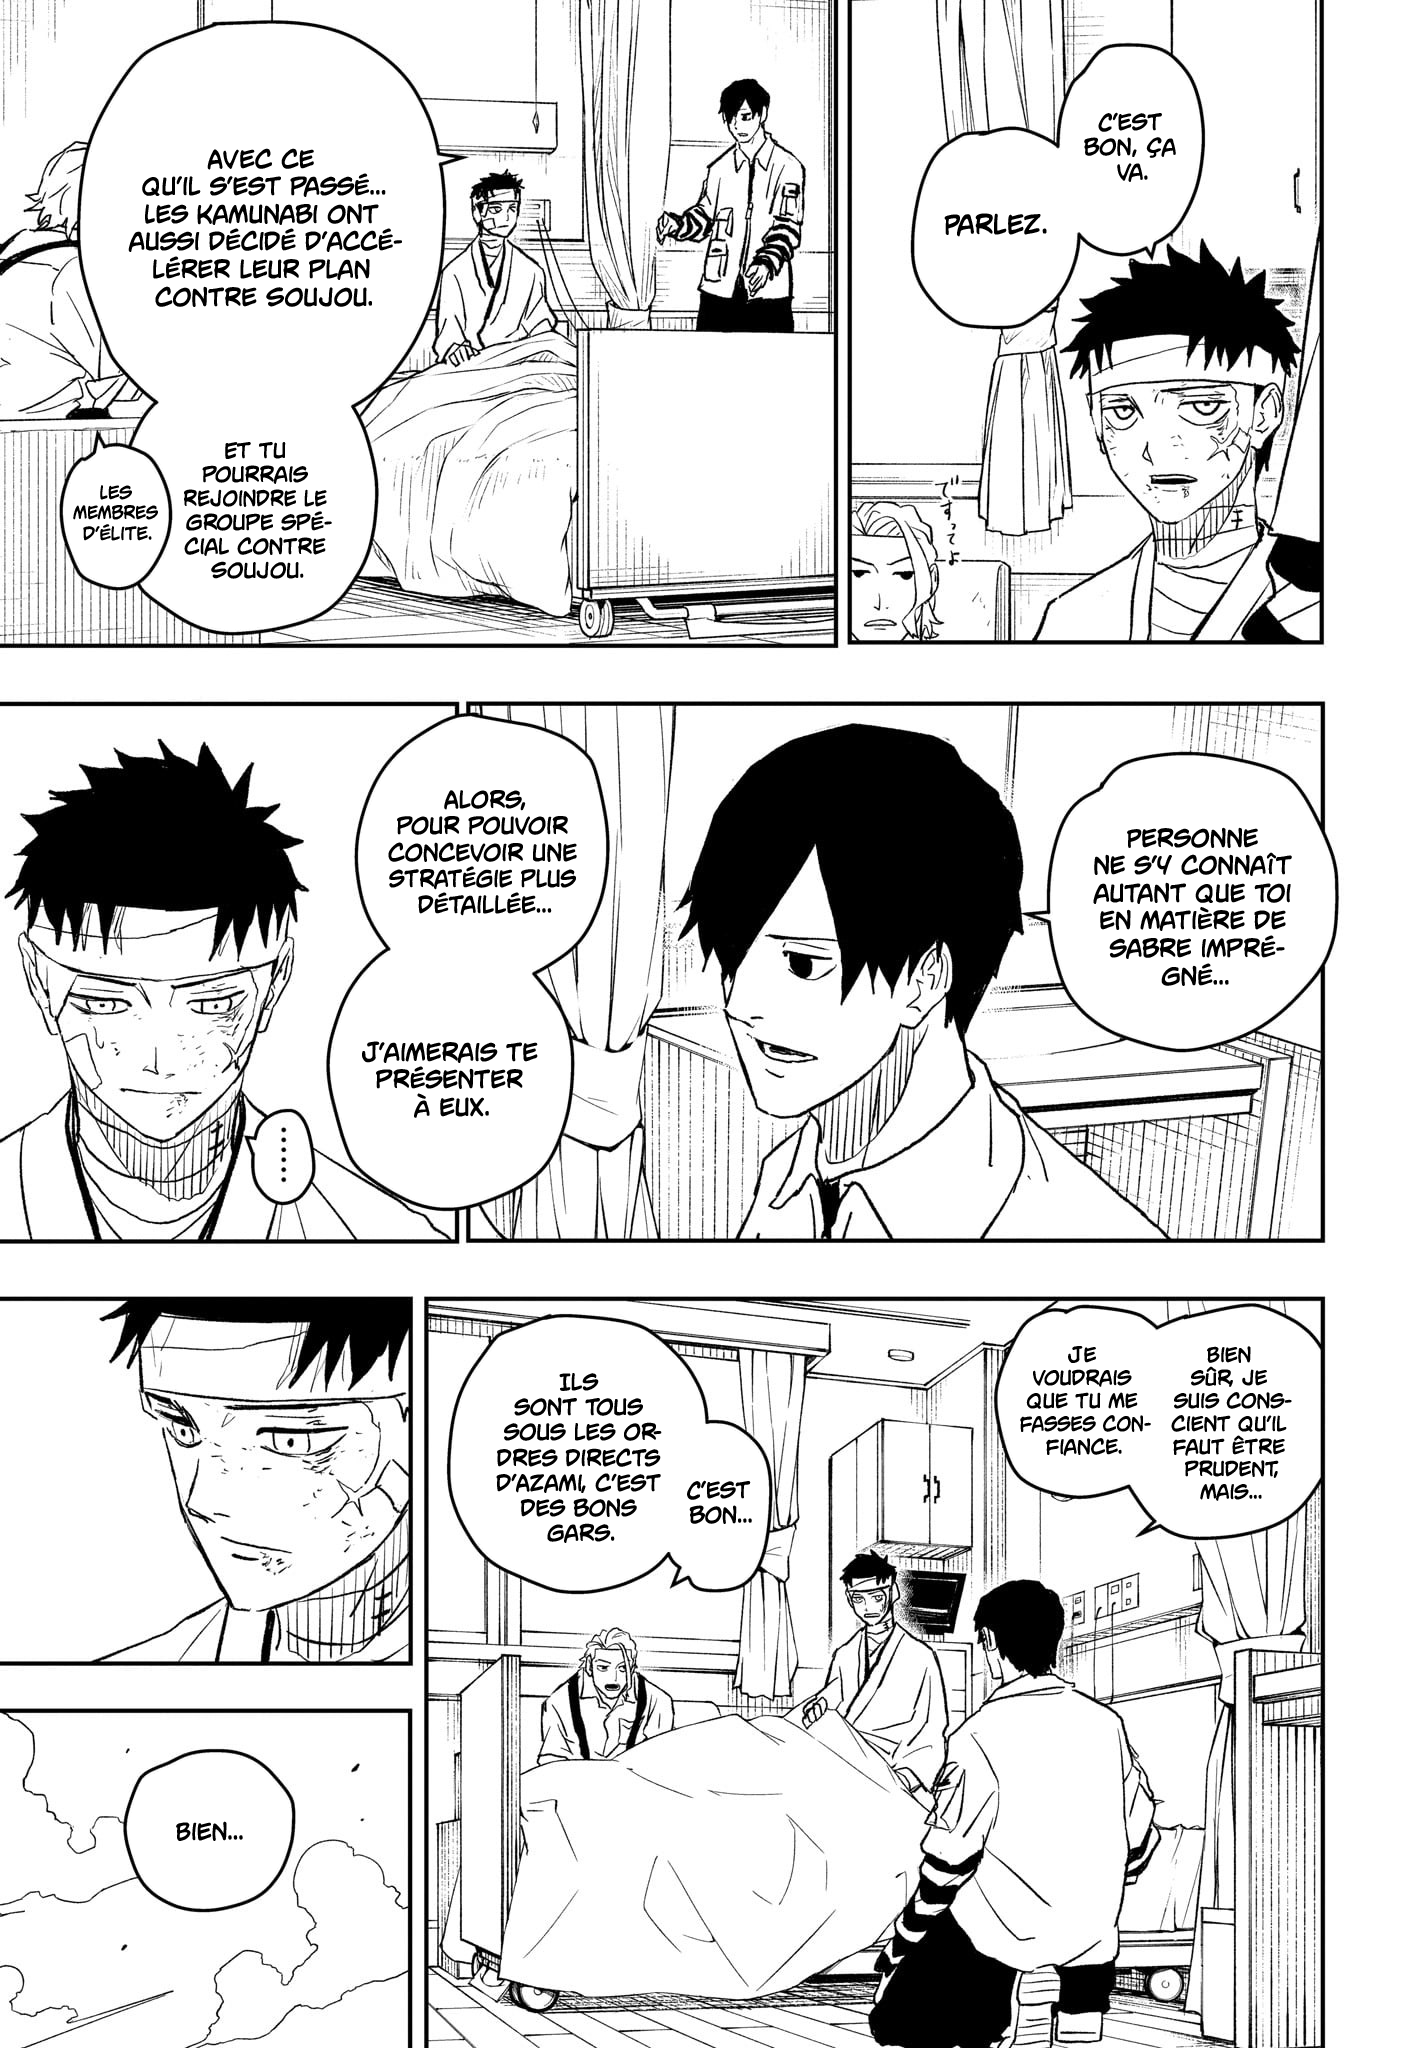 C'EST
BON, ÇA
VA.
PARLEZ.
ですってよ
AVEC CE
QU'IL S'EST PASSÉ...
LES KAMUNABI ONT
AUSSI DÉCIDÉ D'ACCÉ-
LÉRER LEUR PLAN
CONTRE SOUJOU.
ET TU
POURRAIS
REJOINDRE LE
GROUPE SPÉ-
CIAL CONTRE
SOUJOU.
LES
MEMBRES
D'ÉLITE.
PERSONNE
NE S'Y CONNAÎT
AUTANT QUE TOI
EN MATIÈRE DE
SABRE IMPRÉ-
GNÉ...
ALORS,
POUR POUVOIR
CONCEVOIR UNE
STRATÉGIE PLUS
DÉTAILLÉE...
J'AIMERAIS TE
PRÉSENTER
À EUX.
......
BIEN
SÛR, JE
SUIS CONS-
CIENT QU'IL
FAUT ÊTRE
PRUDENT,
MAIS...
JE
VOUDRAIS
QUE TU ME
FASSES CON-
FIANCE.
C'EST
BON...
ILS
SONT TOUS
SOUS LES OR-
DRES DIRECTS
D'AZAMI, C'EST
DES BONS
GARS.
BIEN...